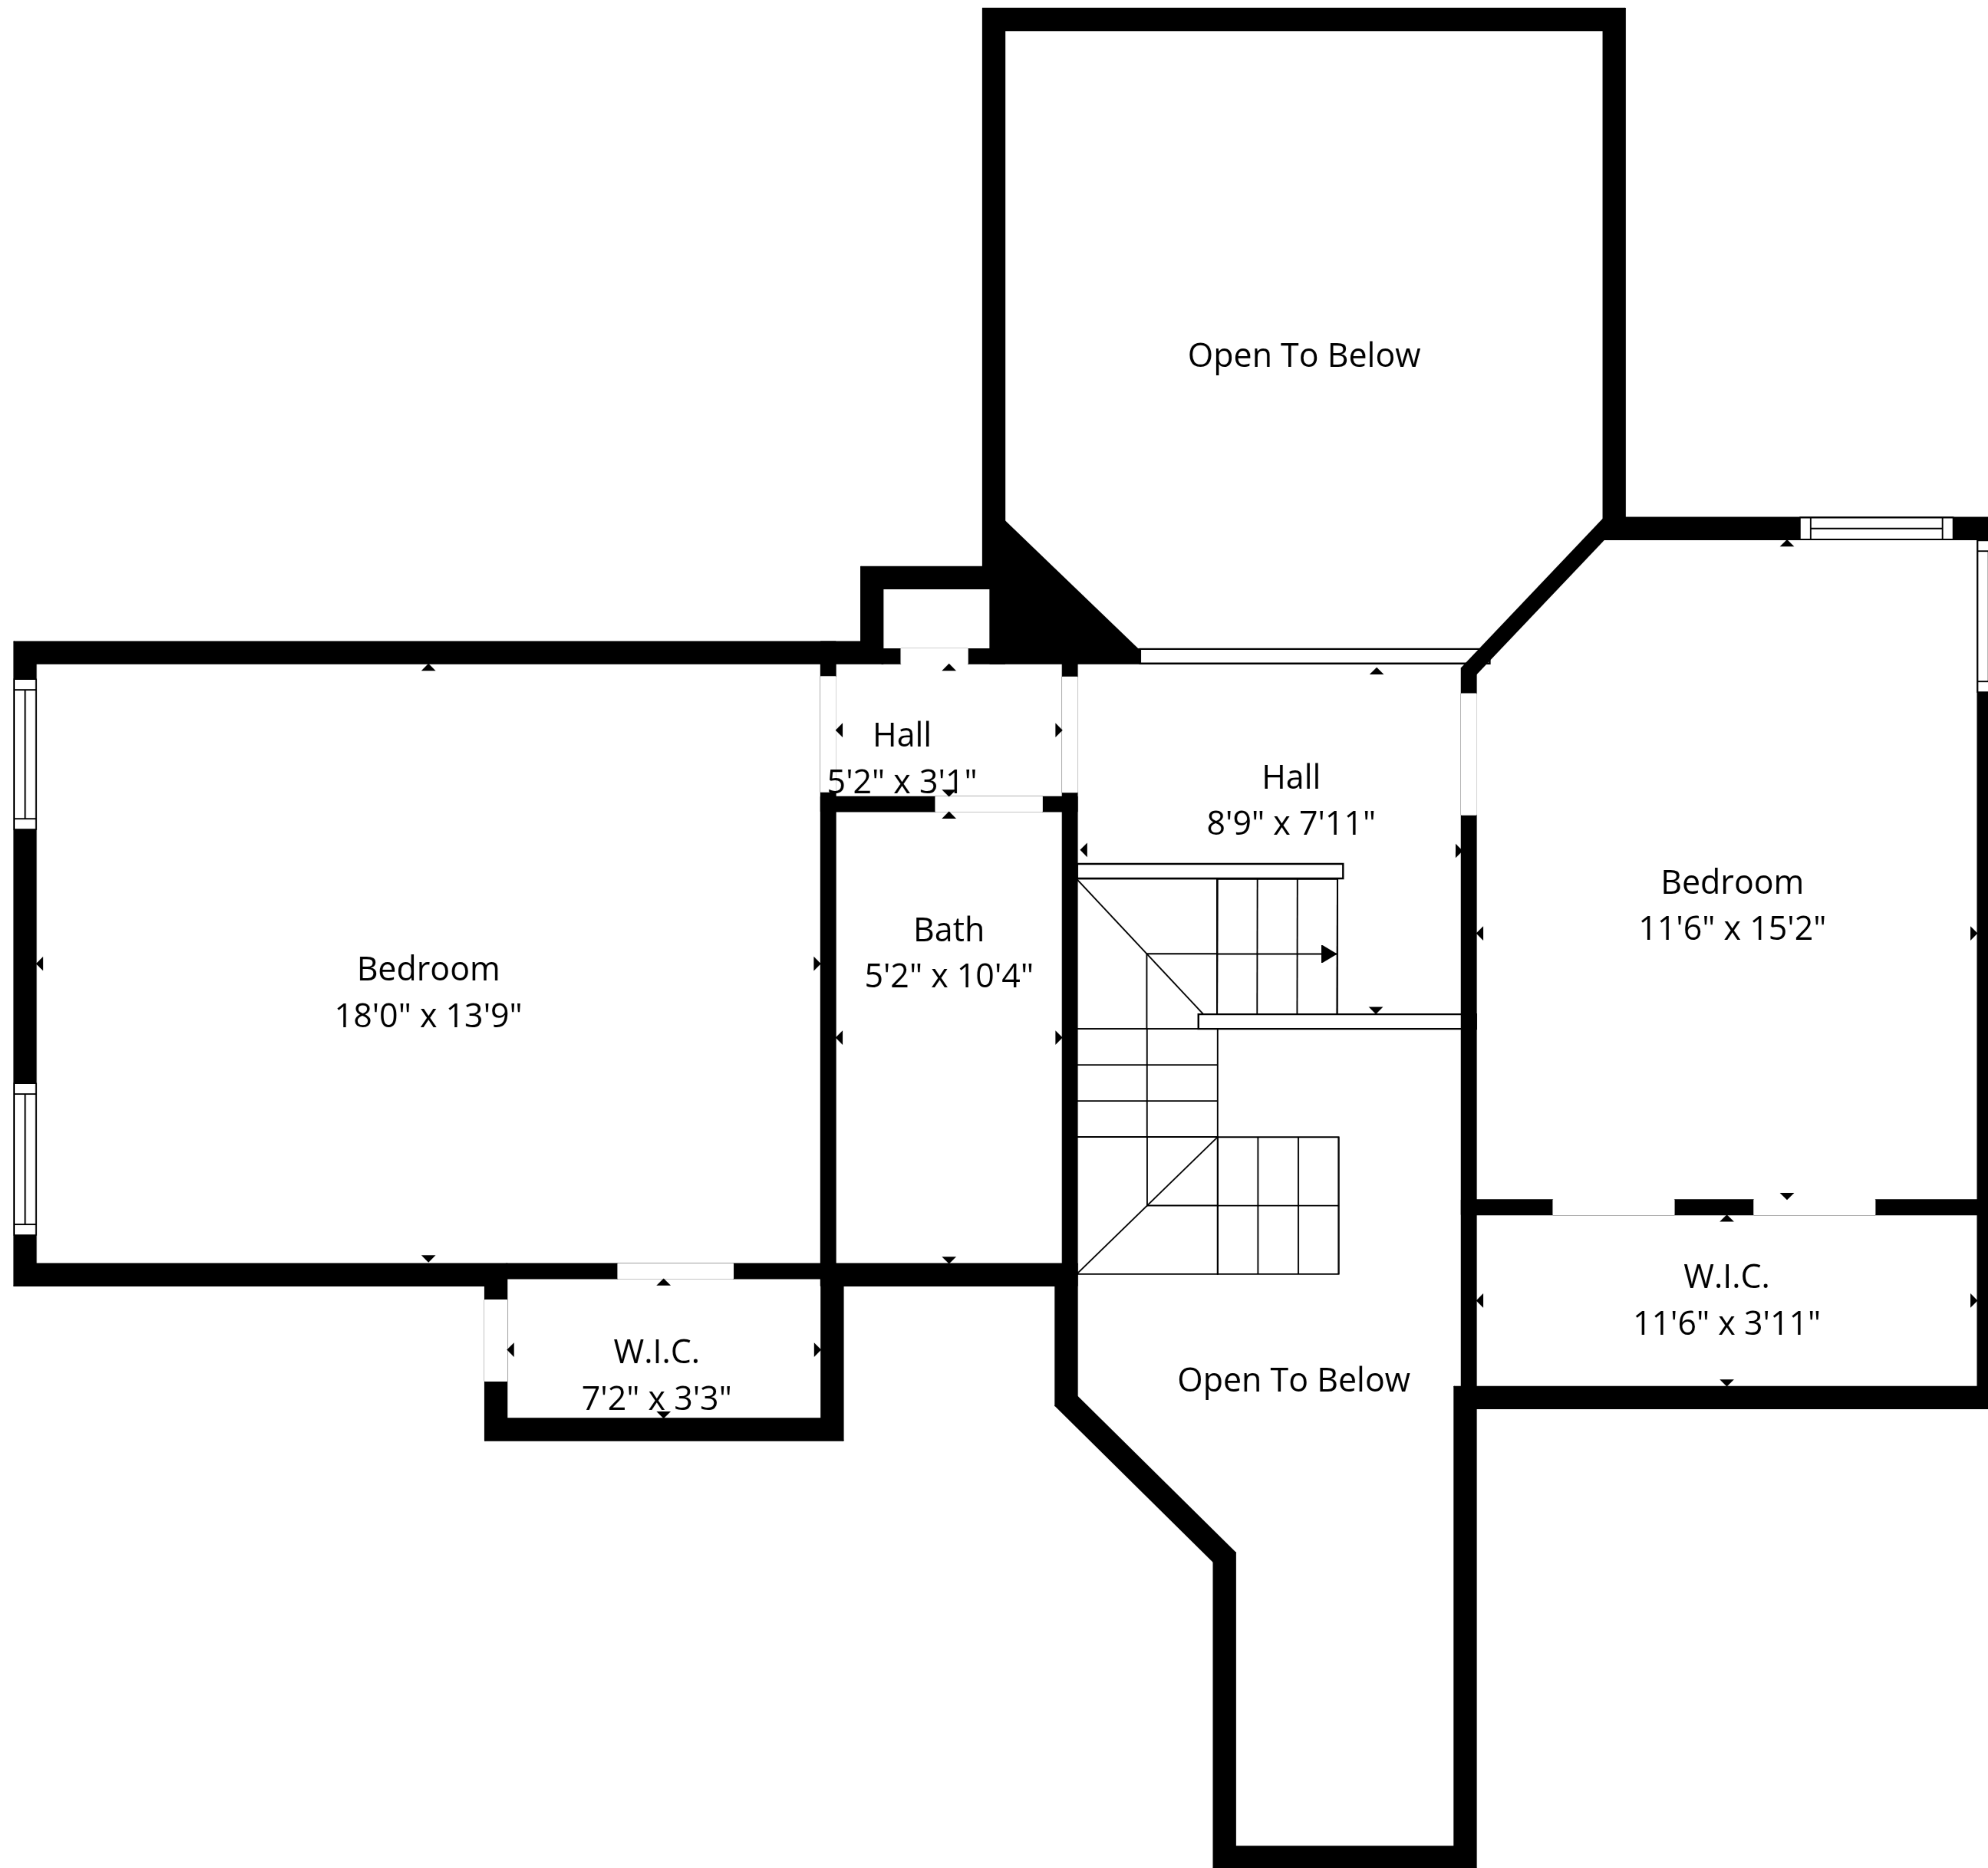 Open To Below
Hall
5'2" x 3'1"
Hall
8'9" x 7'11"
Bedroom
11'6" x 15'2"
Bath
5'2" x 10'4"
Bedroom
18'0" x 13'9"
W.I.C.
11'6" x 3'11"
W.I.C.
7'2" x 3'3"
Open To Below